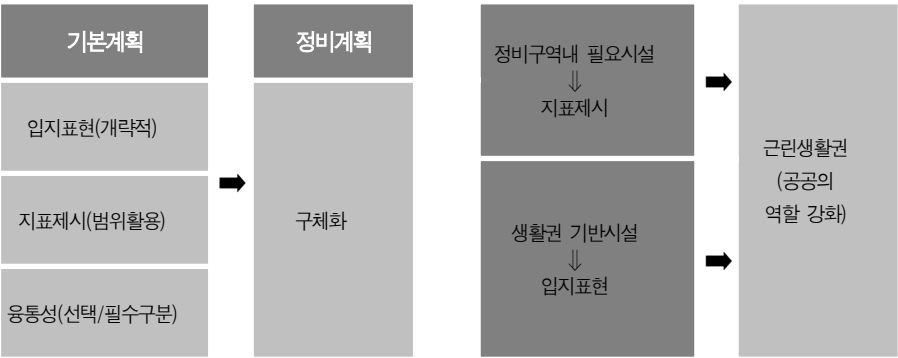 기본계획
입지표현(개략적)
지표제시(범위활용)
융통성(선택/필수구분)
정비계획
구체화
정비구역내 필요시설
⇓
지표제시
생활권 기반시설
⇓
입지표현
근린생활권
(공공의
역할 강화)